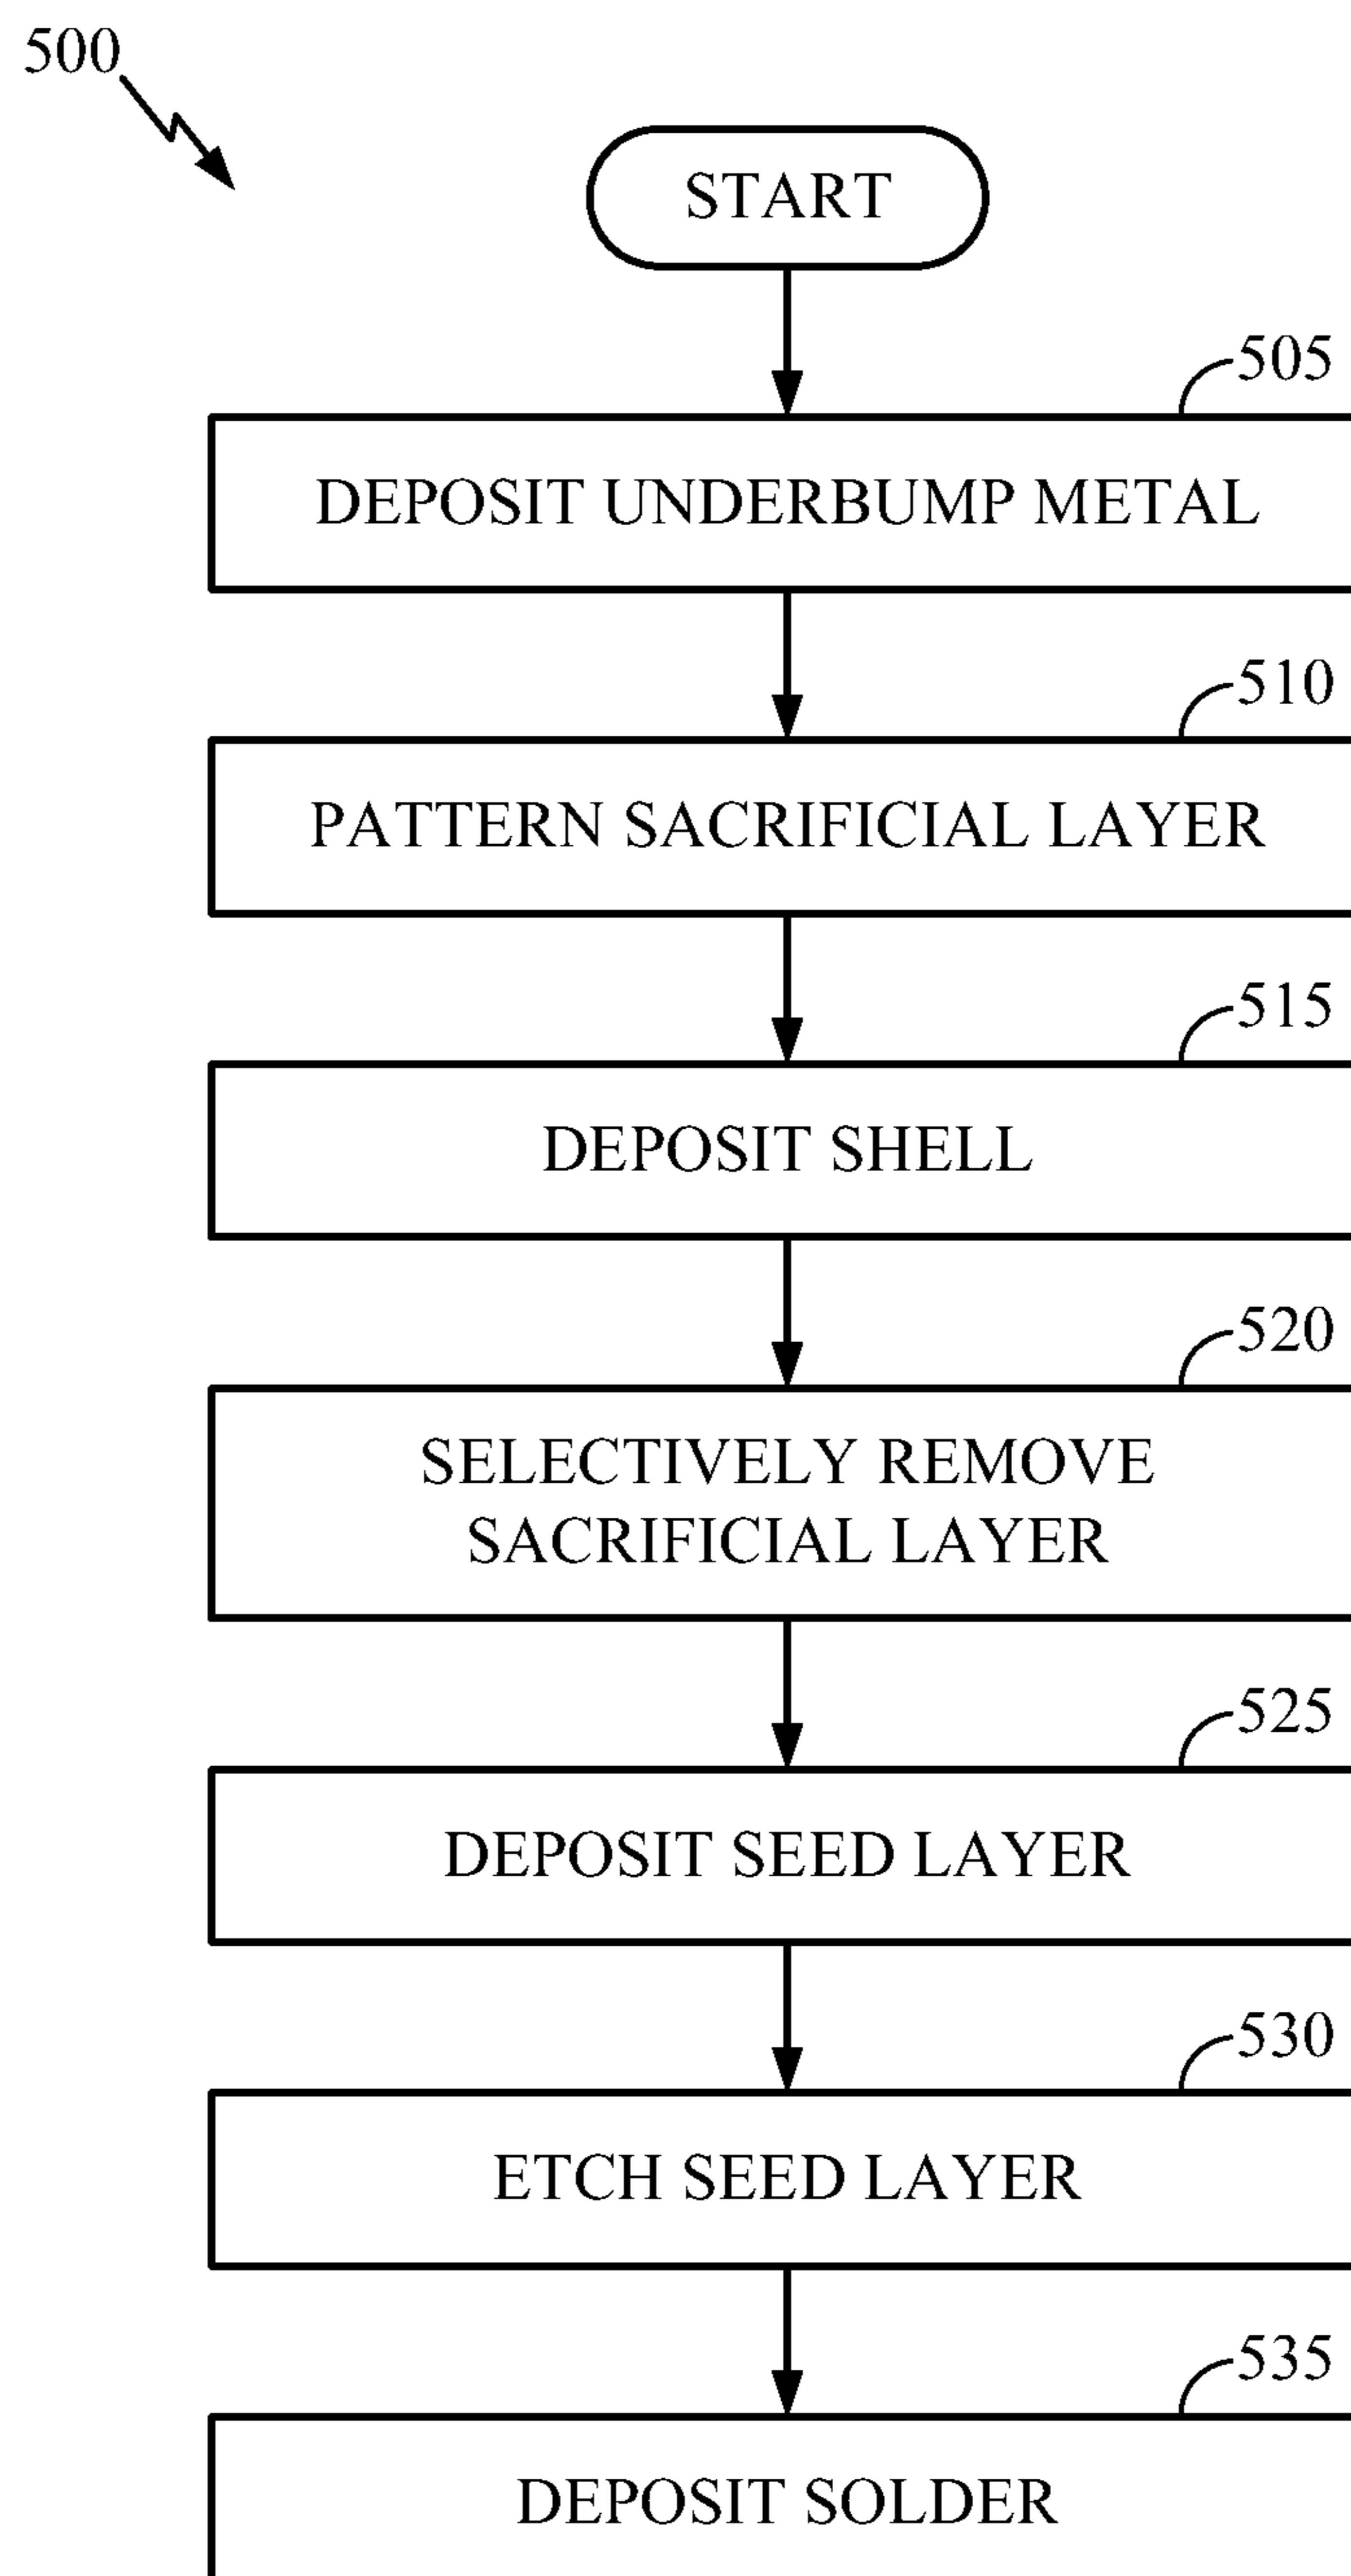 500
START
505
DEPOSIT UNDERBUMP METAL
510
PATTERN SACRIFICIAL LAYER
515
DEPOSIT SHELL
520
SELECTIVELY REMOVE
SACRIFICIAL LAYER
525
DEPOSIT SEED LAYER
530
ETCH SEED LAYER
535
DEPOSIT SOLDER